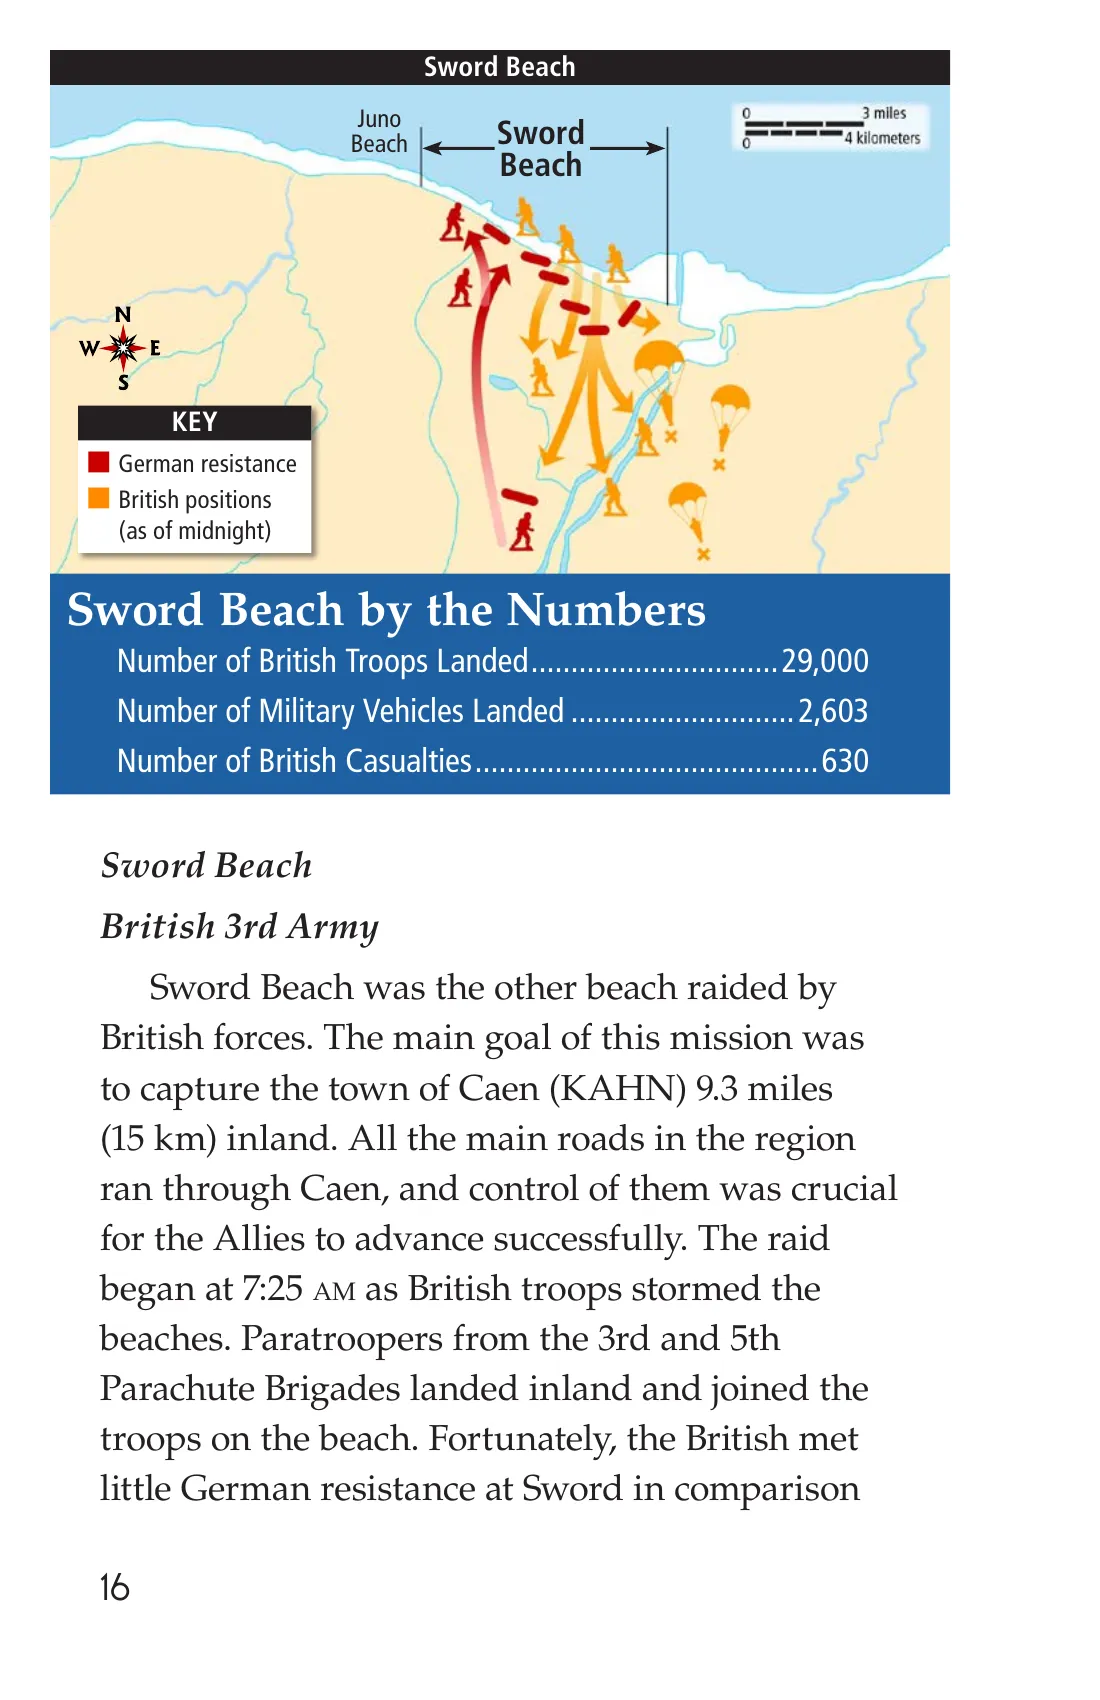 Sword Beach
Juno
Beach
Sword
Beach
0 3 miles
0 4 kilometers
N
W E
S
KEY
German resistance
British positions
(as of midnight)
Sword Beach by the Numbers
Number of British Troops Landed..............................29,000
Number of Military Vehicles Landed ............................2,603
Number of British Casualties..........................................630
Sword Beach
British 3rd Army
Sword Beach was the other beach raided by
British forces. The main goal of this mission was
to capture the town of Caen (KAHN) 9.3 miles
(15 km) inland. All the main roads in the region
ran through Caen, and control of them was crucial
for the Allies to advance successfully. The raid
began at 7:25 AM as British troops stormed the
beaches. Paratroopers from the 3rd and 5th
Parachute Brigades landed inland and joined the
troops on the beach. Fortunately, the British met
little German resistance at Sword in comparison
16